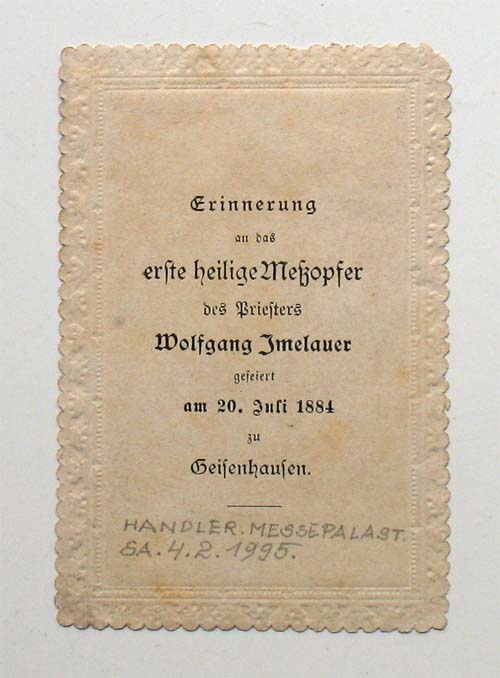 Erinnerung
an das
erste heilige Meßopfer
des Priesters
Wolfgang Imelauer
gefeiert
am 20. Juli 1884
zu
Geisenhausen.
HANDLER. MESSEPALAST.
SA. 4. 2. 1995.